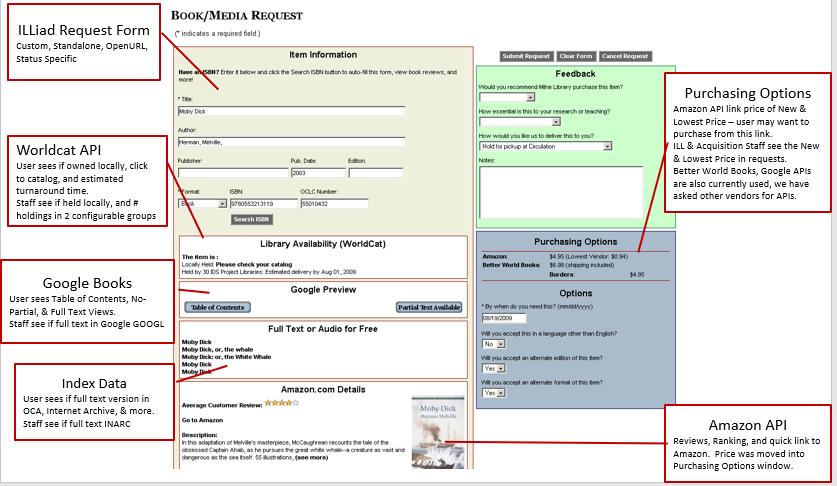 ILLiad Request Form
Custom, Standalone, OpenURL,
Status Specific
Worldcat API
User sees if owned locally, click
to catalog, and estimated
turnaround time.
Staff see if held locally, and #
holdings in 2 configurable groups
Google Books
User sees Table of Contents, No-
Partial, & Full Text Views.
Staff see if full text in Google GOOGL
Index Data
User sees if full text version in
OCA, Internet Archive, & more.
Staff see if full text INARC
BOOK/MEDIA REQUEST
(* indicates a required field.)
Item Information
Have an ISBN? Enter it below and click the Search ISBN button to auto-fill this form, view book reviews, and
more!
* Title:
Moby Dick
Author:
Herman, Melville,
Publisher: Pub. Date: Edition:
2003
*Format: ISBN: OCLC Number:
Book 9780553213119 55010432
Search ISBN
Library Availability (WorldCat)
The item is :
Locally Held: Please check your catalog
Held by 30 IDS Project Libraries: Estimated delivery by Aug 01, 2009
Google Preview
Table of Contents Partial Text Available
Full Text or Audio for Free
Moby Dick
Moby Dick, or, the whale
Moby Dick: or, the White Whale
Moby Dick
Moby Dick
Amazon.com Details
Average Customer Review:
Go to Amazon
Description:
In this adaptation of Melville's masterpiece, McCaughrean recounts the tale of the
obsessed Captain Ahab, as he pursues the great white whale--a creature as vast and
dangerous as the sea itself. 55 illustrations, (see more)
Moby Dick
Herman Melville
Submit Request Clear Form Cancel Request
Feedback
Would you recommend Milne Library purchase this item?
How essential is this to your research or teaching?
How would you like us to deliver this to you?
Hold for pickup at Circulation
Notes:
Purchasing Options
Amazon: $4.95 (Lowest Vendor: $0.94)
Better World Books: $6.98 (shipping included)
Borders: $4.95
Options
* By when do you need this? (mm/dd/yyyy)
08/19/2009
Will you accept this in a language other than English?
No
Will you accept an alternate edition of this item?
Yes
Will you accept an alternate format of this item?
Yes
Purchasing Options
Amazon API link price of New &
Lowest Price – user may want to
purchase from this link.
ILL & Acquisition Staff see the New
& Lowest Price in requests.
Better World Books, Google APIs
are also currently used, we have
asked other vendors for APIs.
Amazon API
Reviews, Ranking, and quick link to
Amazon. Price was moved into
Purchasing Options window.